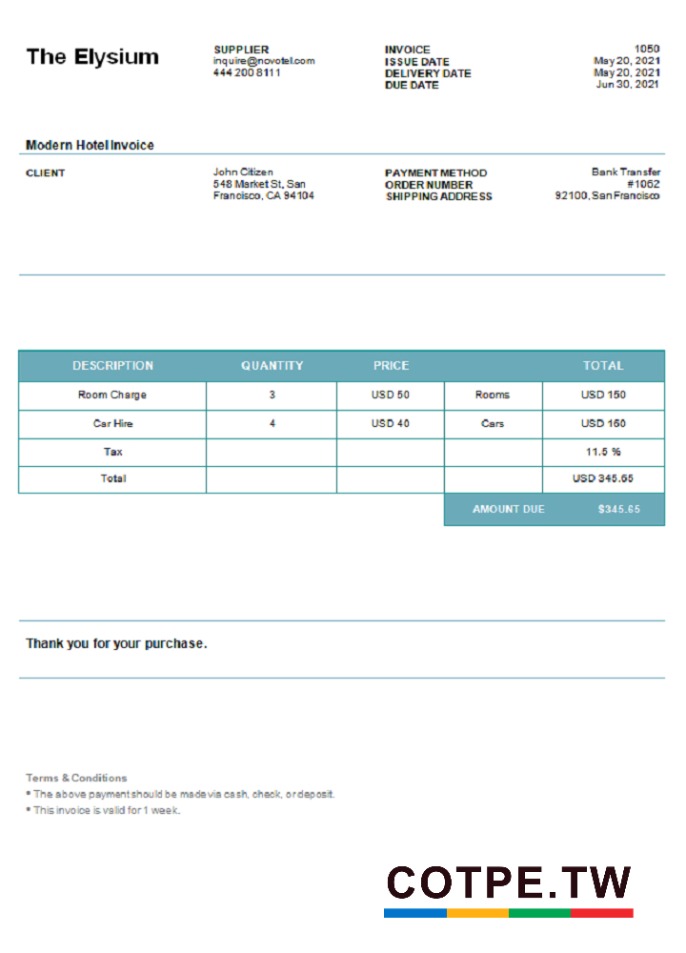 The Elysium
SUPPLIER
inquire@novotel.com
444 200 8111
INVOICE 1050
ISSUE DATE May 20, 2021
DELIVERY DATE May 20, 2021
DUE DATE Jun 30, 2021
Modern Hotel Invoice
CLIENT
John Citizen
548 Market St, San
Francisco, CA 94104
PAYMENT METHOD Bank Transfer
ORDER NUMBER #1062
SHIPPING ADDRESS 92100, San Francisco
DESCRIPTION QUANTITY PRICE TOTAL
Room Charge 3 USD 50 Rooms USD 150
Car Hire 4 USD 40 Cars USD 160
Tax 11.5 %
Total USD 345.65
AMOUNT DUE $345.65
Thank you for your purchase.
Terms & Conditions
* The above payment should be made via cash, check, or deposit.
* This invoice is valid for 1 week.
COTPE.TW